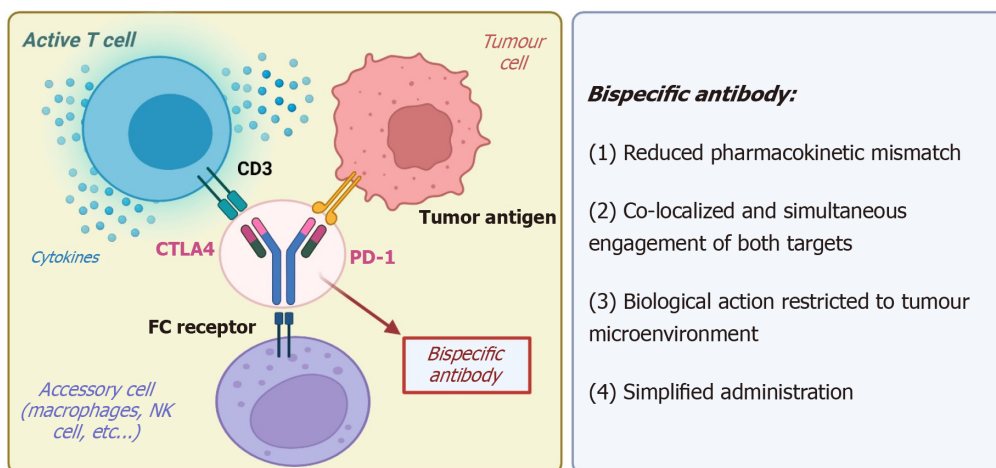 Active T cell
Tumour
cell
CD3
Tumor antigen
CTLA4
PD-1
Cytokines
FC receptor
Bispecific
antibody
Accessory cell
(macrophages, NK
cell, etc...)
Bispecific antibody:
(1) Reduced pharmacokinetic mismatch
(2) Co-localized and simultaneous
engagement of both targets
(3) Biological action restricted to tumour
microenvironment
(4) Simplified administration